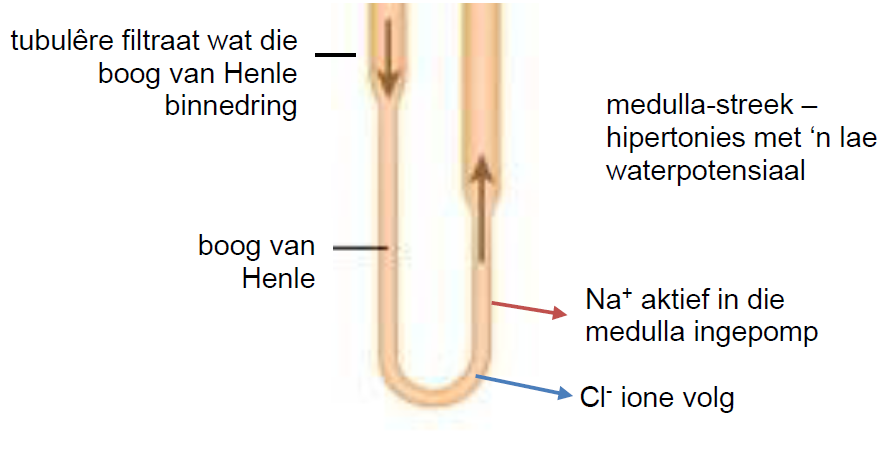 tubulêre filtraat wat die
boog van Henle
binnedring
medulla-streek –
hipertonies met ‘n lae
waterpotensiaal
boog van
Henle
Na⁺ aktief in die
medulla ingepomp
Cl⁻ ione volg